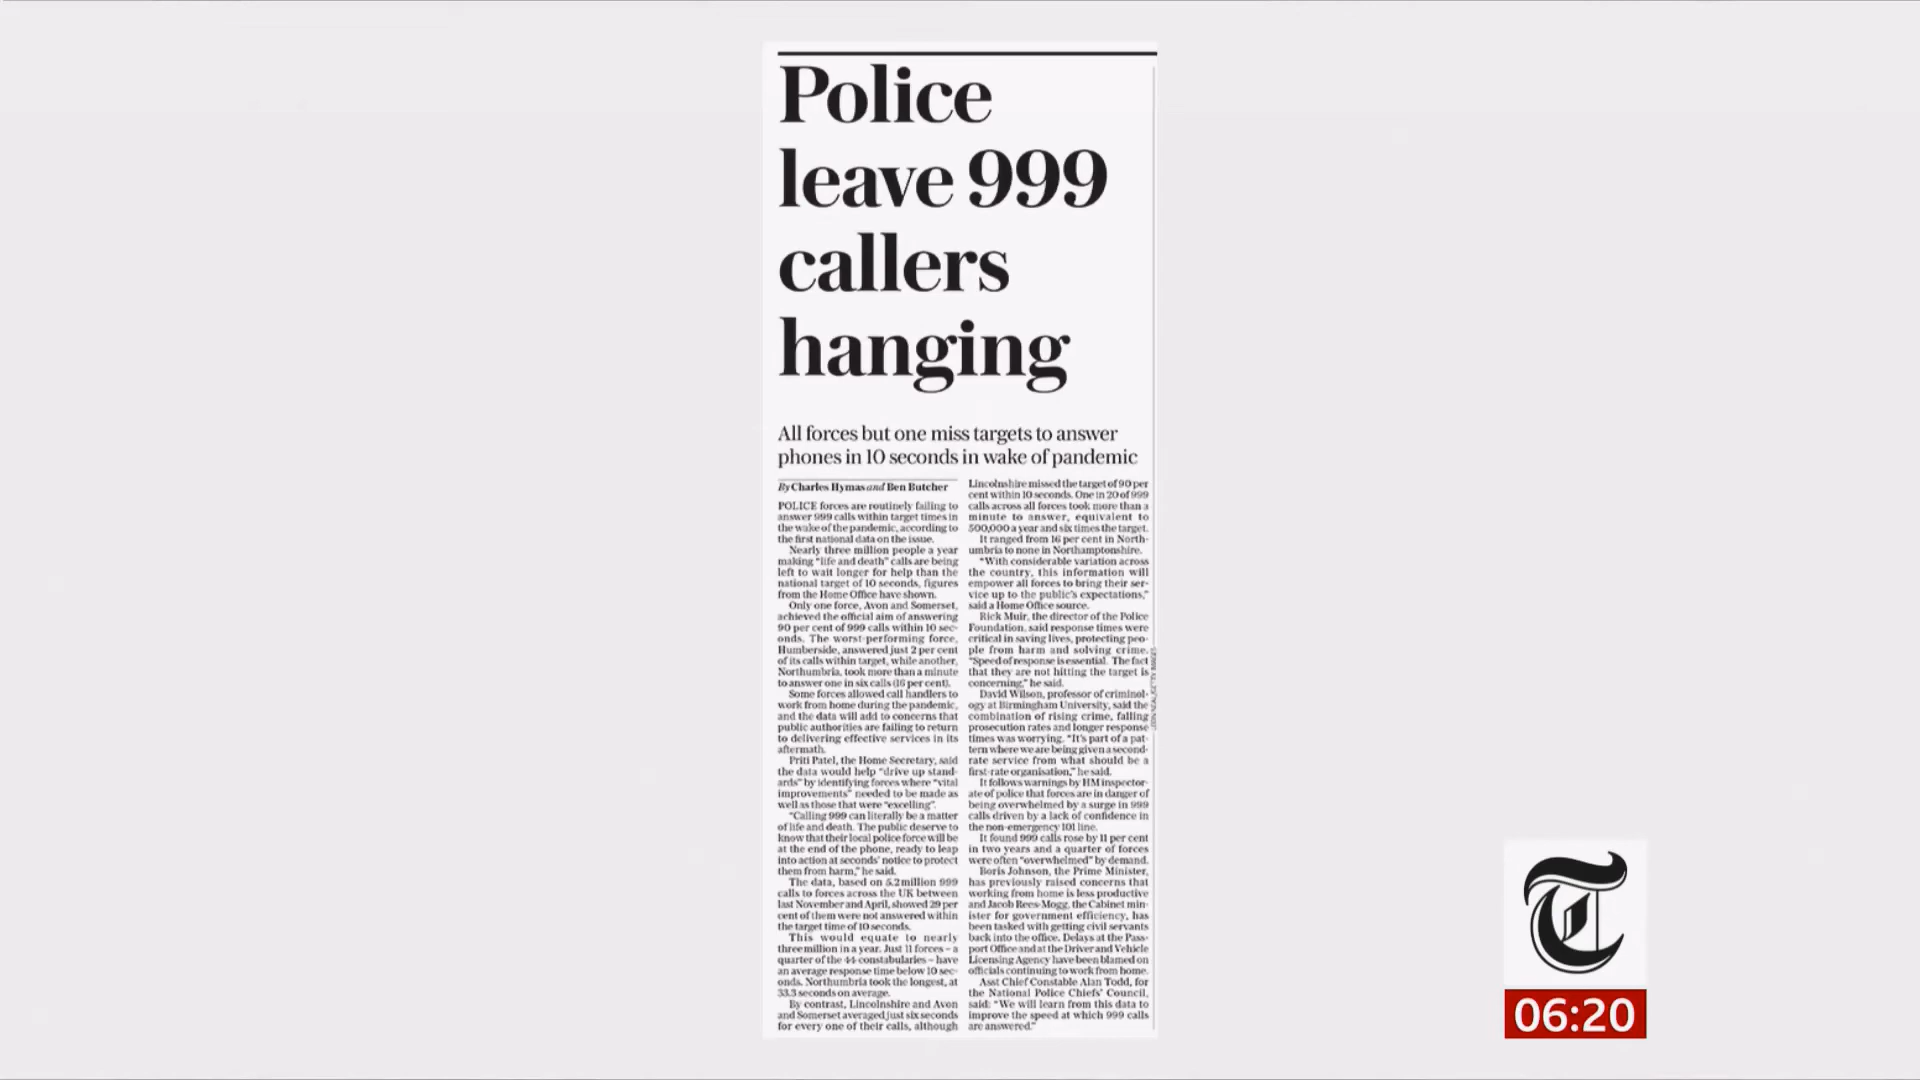 Police
leave 999
callers
hanging
All forces but one miss targets to answer
phones in 10 seconds in wake of pandemic
By Charles Hymas and Ben Butcher
POLICE forces are routinely failing to
answer 999 calls within target times in
the wake of the pandemic, according to
the first national data on the issue.
Nearly three million people a year
making "life and death" calls are being
left to wait longer for help than the
national target of 10 seconds, figures
from the Home Office have shown.
Only one force, Avon and Somerset,
achieved the official aim of answering
90 per cent of 999 calls within 10 sec-
onds. The worst-performing force,
Humberside, answered just 2 per cent
of its calls within target, while another,
Northumbria, took more than a minute
to answer one in six calls (16 per cent).
Some forces allowed call handlers to
work from home during the pandemic,
and the data will add to concerns that
public authorities are failing to return
to delivering effective services in its
aftermath.
Priti Patel, the Home Secretary, said
the data would help "drive up stand-
ards" by identifying forces where "vital
improvements" needed to be made as
well as those that were "excelling".
"Calling 999 can literally be a matter
of life and death. The public deserve to
know that their local police force will be
at the end of the phone, ready to leap
into action at seconds' notice to protect
them from harm," he said.
The data, based on 5.2 million 999
calls to forces across the UK between
last November and April, showed 29 per
cent of them were not answered within
the target time of 10 seconds.
This would equate to nearly
three million in a year. Just 11 forces – a
quarter of the 44 constabularies – have
an average response time below 10 sec-
onds. Northumbria took the longest, at
33.3 seconds on average.
By contrast, Lincolnshire and Avon
and Somerset averaged just six seconds
for every one of their calls, although
Lincolnshire missed the target of 90 per
cent within 10 seconds. One in 20 of 999
calls across all forces took more than a
minute to answer, equivalent to
500,000 a year and six times the target.
It ranged from 16 per cent in North-
umbria to none in Northamptonshire.
"With considerable variation across
the country, this information will
empower all forces to bring their ser-
vice up to the public's expectations,"
said a Home Office source.
Rick Muir, the director of the Police
Foundation, said response times were
critical in saving lives, protecting peo-
ple from harm and solving crime.
"Speed of response is essential. The fact
that they are not hitting the target is
concerning," he said.
David Wilson, professor of criminol-
ogy at Birmingham University, said the
combination of rising crime, falling
prosecution rates and longer response
times was worrying. "It's part of a pat-
tern where we are being given a second-
rate service from what should be a
first-rate organisation," he said.
It follows warnings by HM inspector-
ate of police that forces are in danger of
being overwhelmed by a surge in 999
calls driven by a lack of confidence in
the non-emergency 101 line.
It found 999 calls rose by 11 per cent
in two years and a quarter of forces
were often "overwhelmed" by demand.
Boris Johnson, the Prime Minister,
has previously raised concerns that
working from home is less productive
and Jacob Rees-Mogg, the Cabinet min-
ister for government efficiency, has
been tasked with getting civil servants
back into the office. Delays at the Pass-
port Office and at the Driver and Vehicle
Licensing Agency have been blamed on
officials continuing to work from home.
Asst Chief Constable Alan Todd, for
the National Police Chiefs' Council,
said: "We will learn from this data to
improve the speed at which 999 calls
are answered."
T
06:20